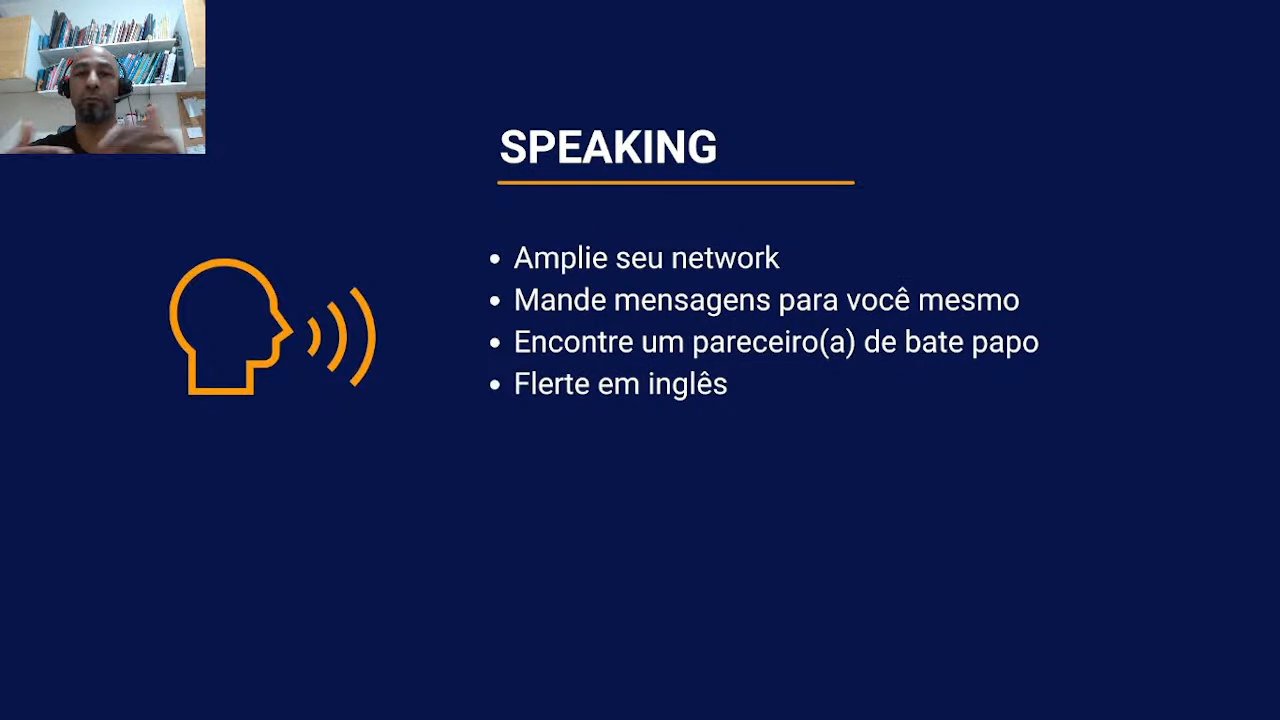 SPEAKING
• Amplie seu network
• Mande mensagens para você mesmo
• Encontre um pareceiro(a) de bate papo
• Flerte em inglês